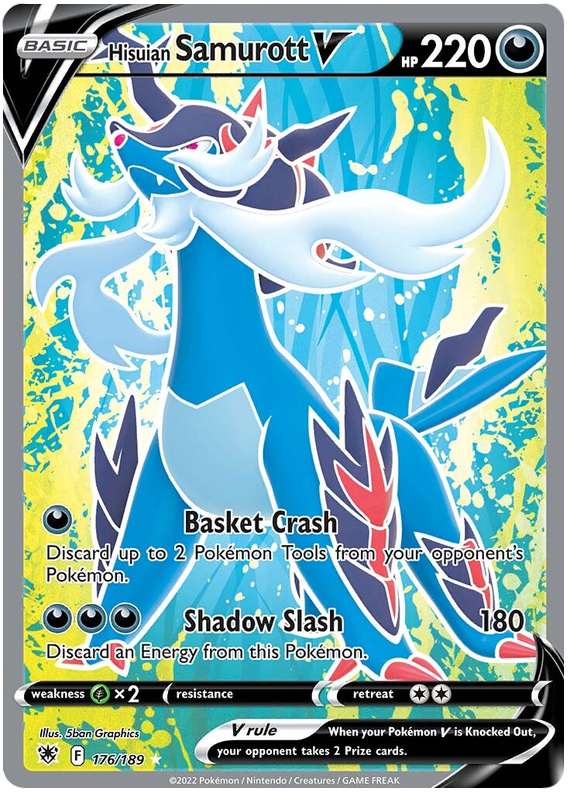 BASIC Hisuian Samurott V HP 220
Basket Crash
Discard up to 2 Pokémon Tools from your opponent's
Pokémon.
Shadow Slash 180
Discard an Energy from this Pokémon.
weakness ×2 resistance retreat
Illus. 5ban Graphics
F 176/189
V rule When your Pokémon V is Knocked Out,
your opponent takes 2 Prize cards.
©2022 Pokémon / Nintendo / Creatures / GAME FREAK